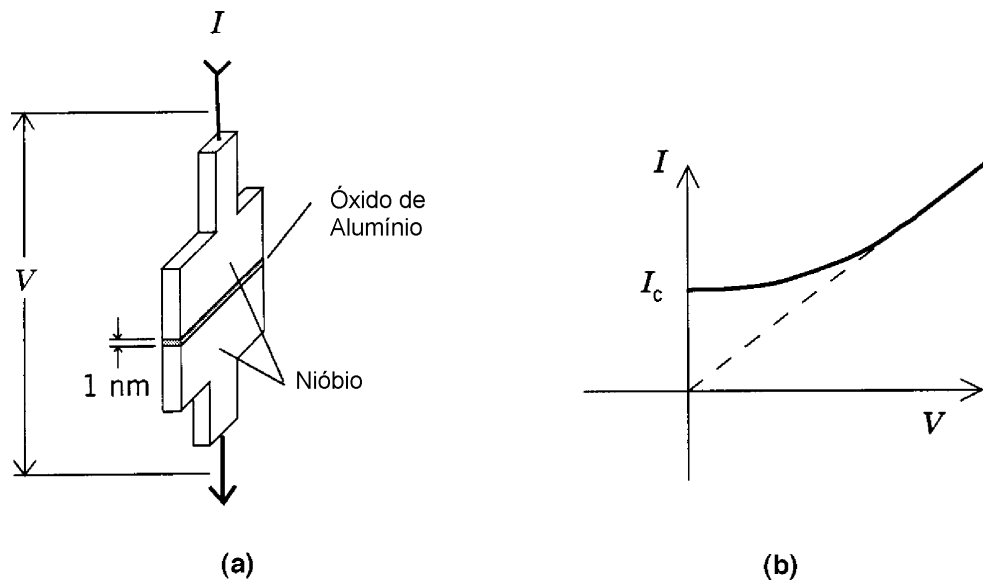 I
Óxido de
Alumínio
V
1 nm
Nióbio
(a)
I
I_c
V
(b)